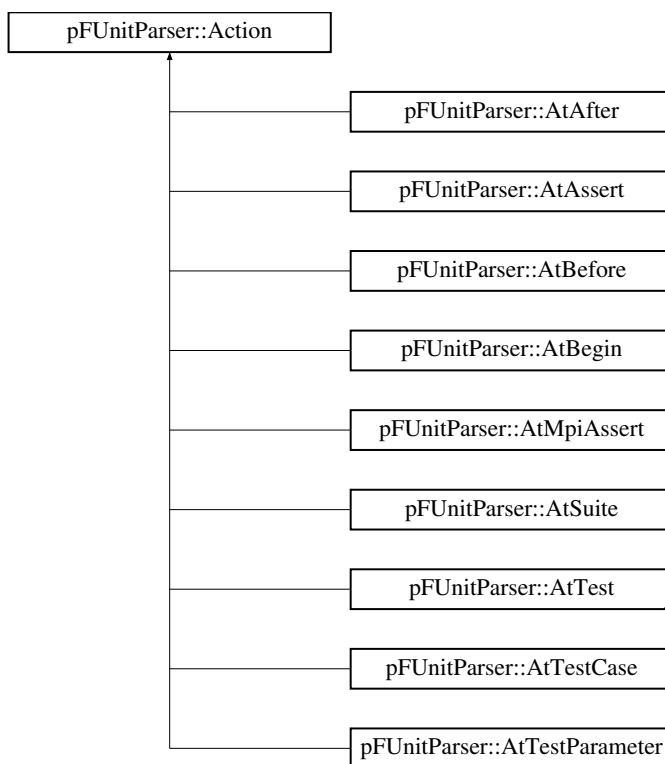 pFUnitParser::Action
pFUnitParser::AtAfter
pFUnitParser::AtAssert
pFUnitParser::AtBefore
pFUnitParser::AtBegin
pFUnitParser::AtMpiAssert
pFUnitParser::AtSuite
pFUnitParser::AtTest
pFUnitParser::AtTestCase
pFUnitParser::AtTestParameter